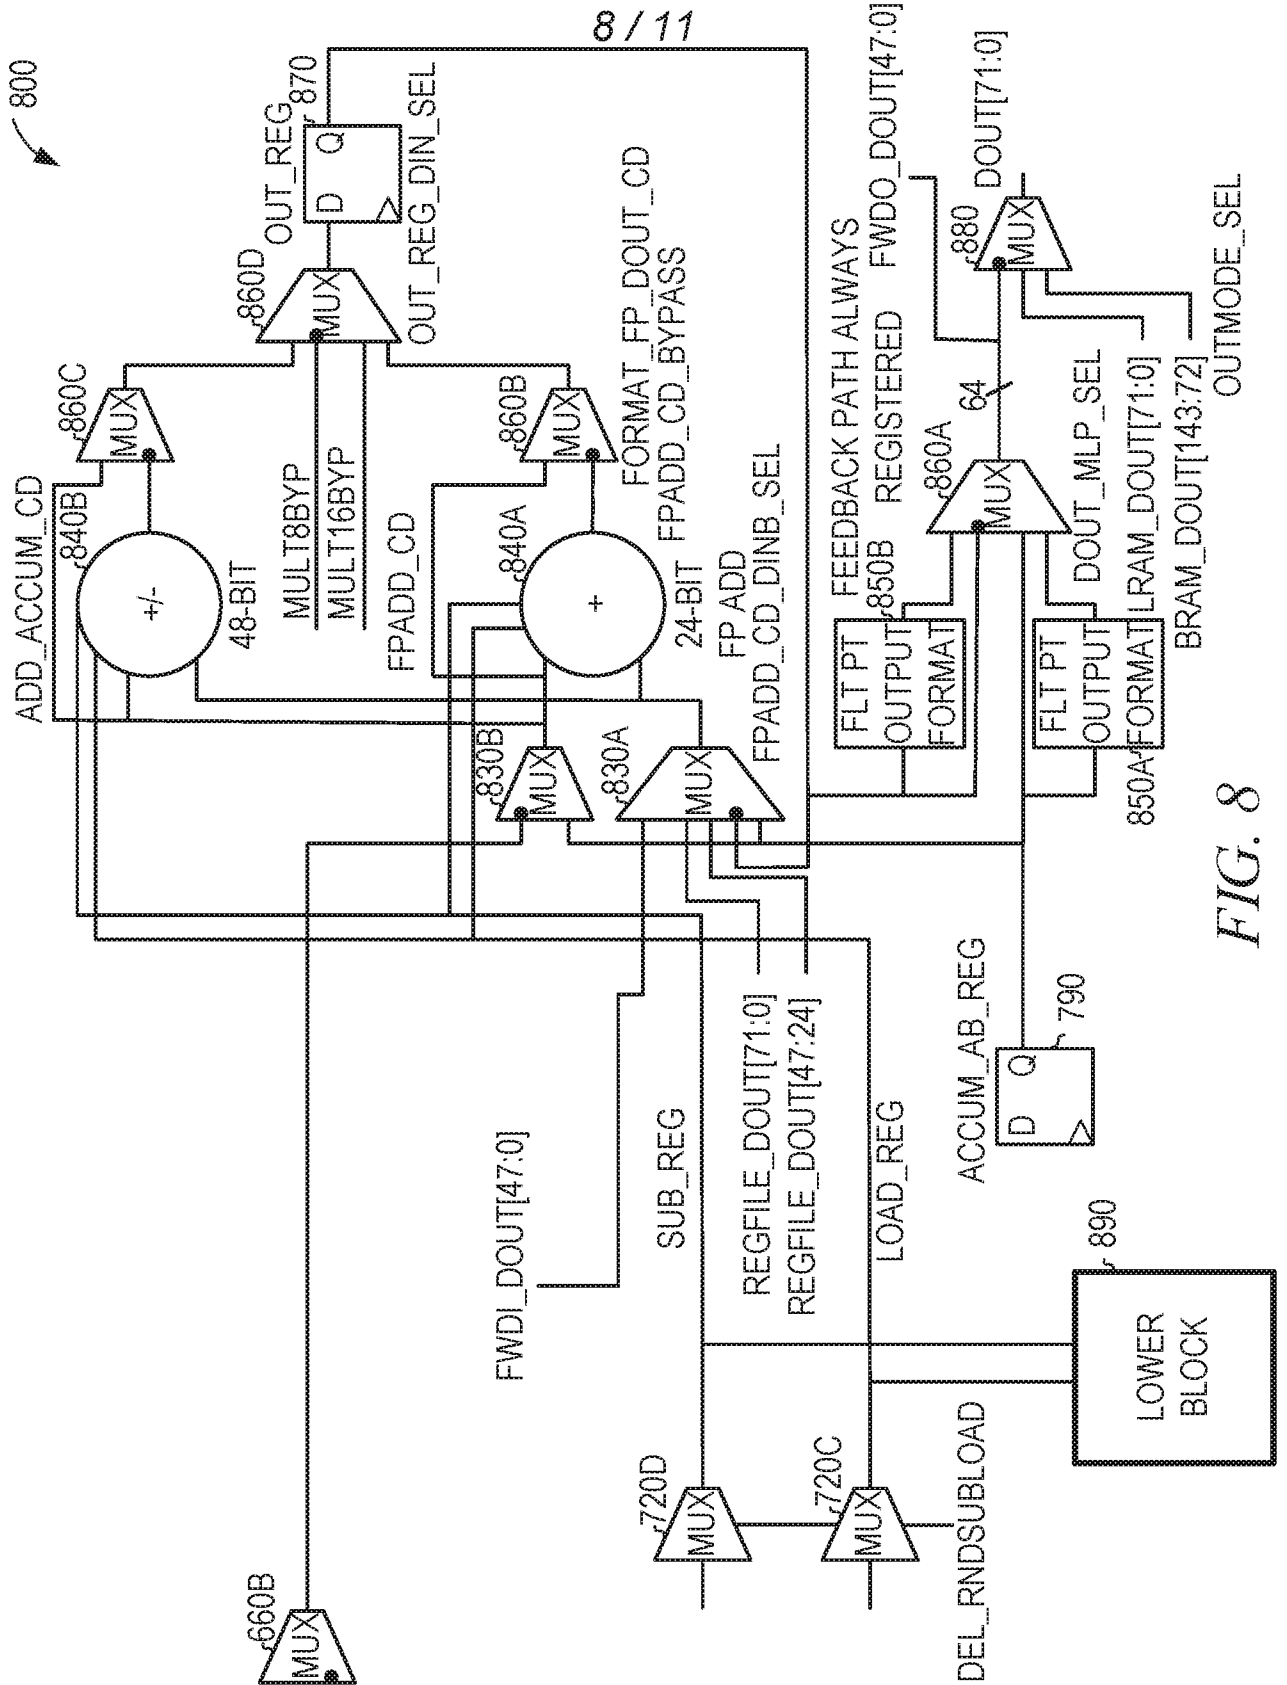 8 / 11
800
660B
MUX
ADD_ACCUM_CD
840B
+/-
48-BIT
860C
MUX
MULT8BYP
MULT16BYP
860D
MUX
OUT_REG
870
D Q
OUT_REG_DIN_SEL
FPADD_CD
840A
+
24-BIT
FP ADD
FPADD_CD_DINB_SEL
860B
MUX
FORMAT_FP_DOUT_CD
FPADD_CD_BYPASS
830B
MUX
830A
MUX
FWDI_DOUT[47:0]
SUB_REG
REGFILE_DOUT[71:0]
REGFILE_DOUT[47:24]
LOAD_REG
720D
MUX
720C
MUX
DEL_RNDSUBLOAD
LOWER
BLOCK
890
ACCUM_AB_REG
D Q
790
FEEDBACK PATH ALWAYS
REGISTERED
850B
FLT PT
OUTPUT
FORMAT
FLT PT
OUTPUT
FORMAT
850A
860A
MUX
64
DOUT_MLP_SEL
LRAM_DOUT[71:0]
BRAM_DOUT[143:72]
OUTMODE_SEL
FWDO_DOUT[47:0]
880
MUX
DOUT[71:0]
FIG. 8